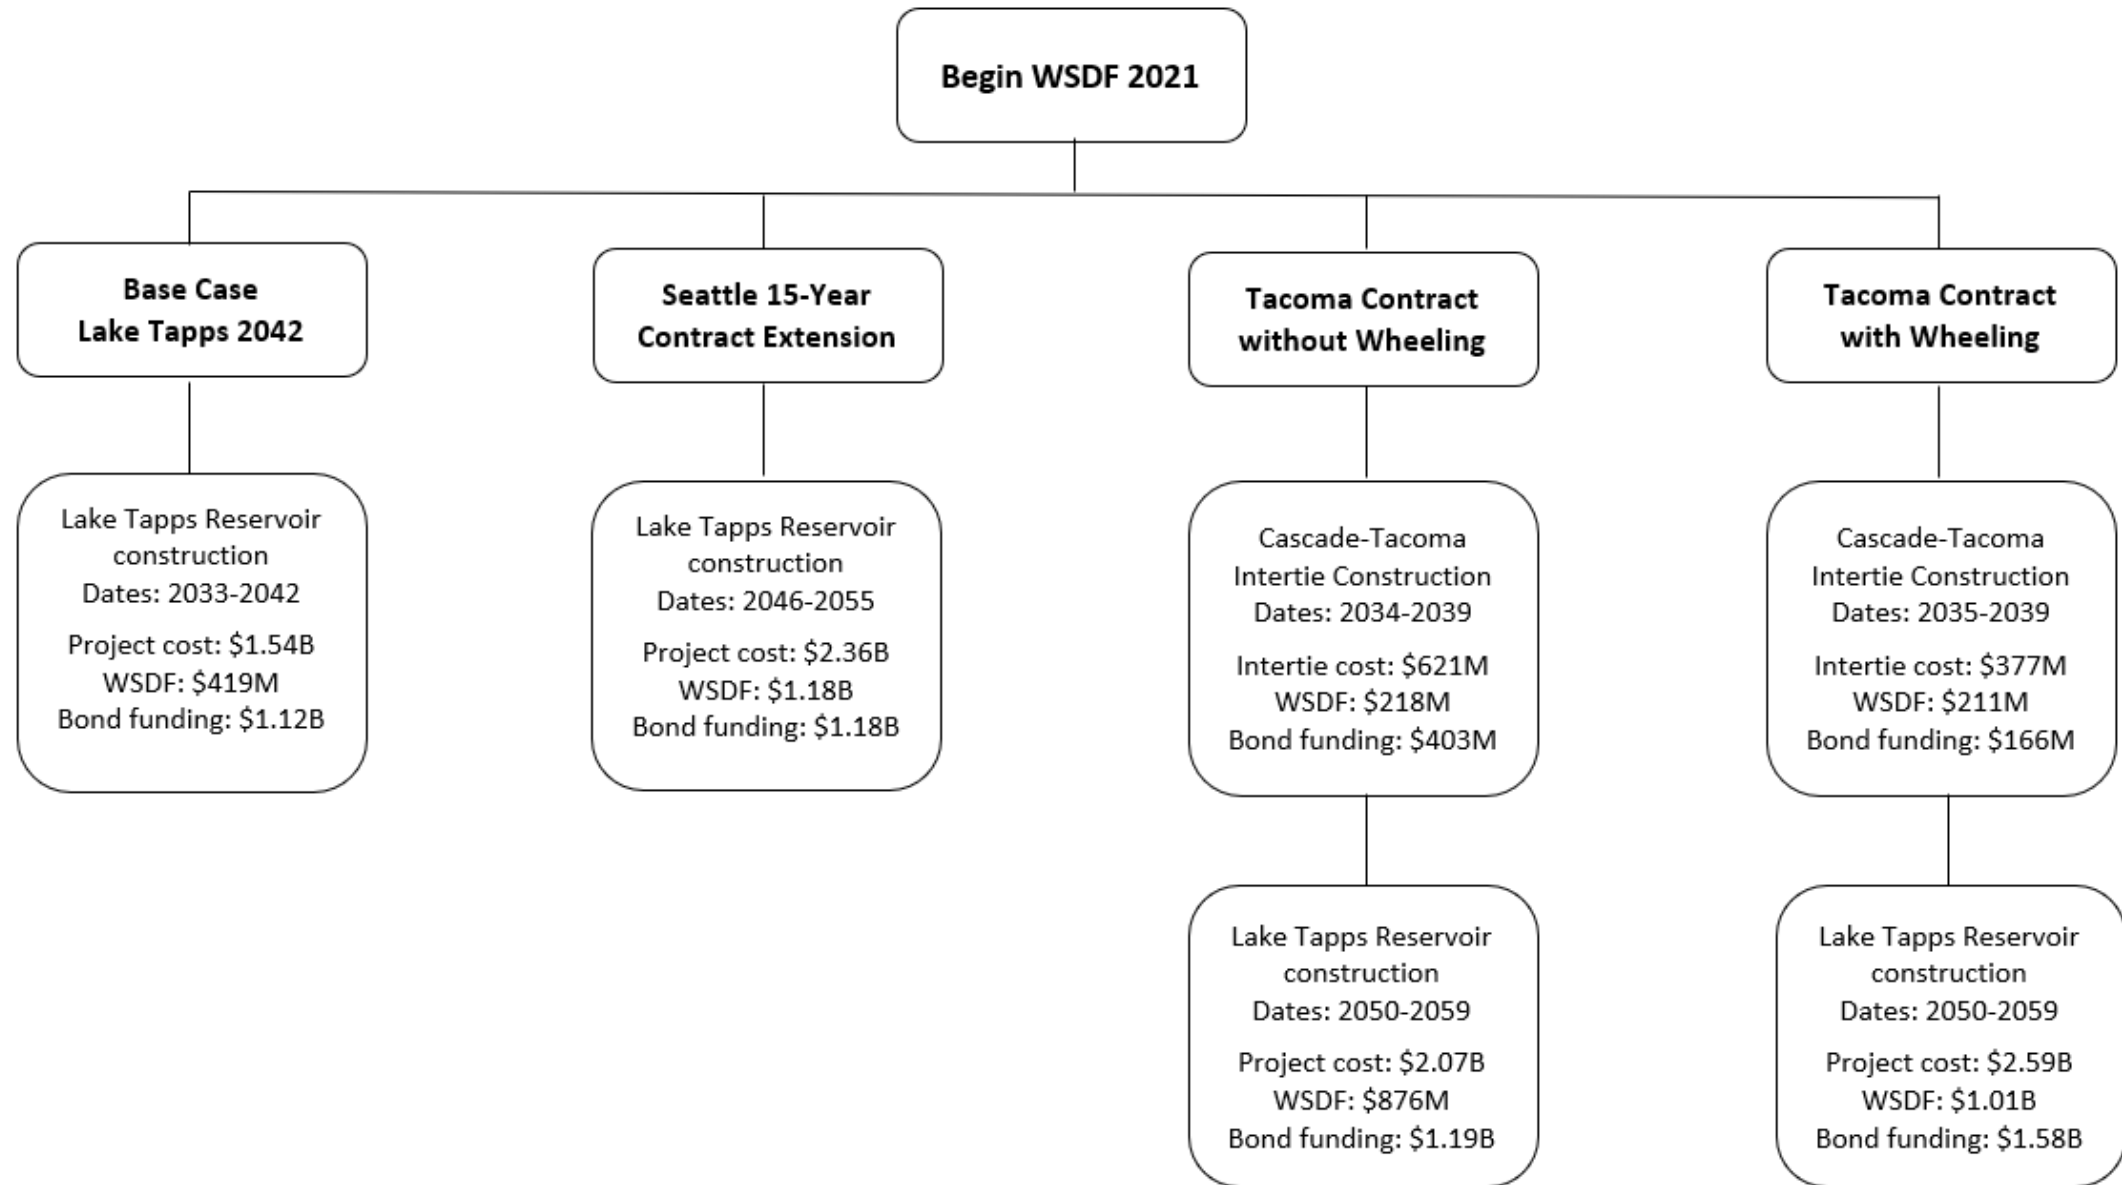 Begin WSDF 2021
Base Case
Lake Tapps 2042
Lake Tapps Reservoir
construction
Dates: 2033-2042
Project cost: $1.54B
WSDF: $419M
Bond funding: $1.12B
Seattle 15-Year
Contract Extension
Lake Tapps Reservoir
construction
Dates: 2046-2055
Project cost: $2.36B
WSDF: $1.18B
Bond funding: $1.18B
Tacoma Contract
without Wheeling
Cascade-Tacoma
Intertie Construction
Dates: 2034-2039
Intertie cost: $621M
WSDF: $218M
Bond funding: $403M
Lake Tapps Reservoir
construction
Dates: 2050-2059
Project cost: $2.07B
WSDF: $876M
Bond funding: $1.19B
Tacoma Contract
with Wheeling
Cascade-Tacoma
Intertie Construction
Dates: 2035-2039
Intertie cost: $377M
WSDF: $211M
Bond funding: $166M
Lake Tapps Reservoir
construction
Dates: 2050-2059
Project cost: $2.59B
WSDF: $1.01B
Bond funding: $1.58B